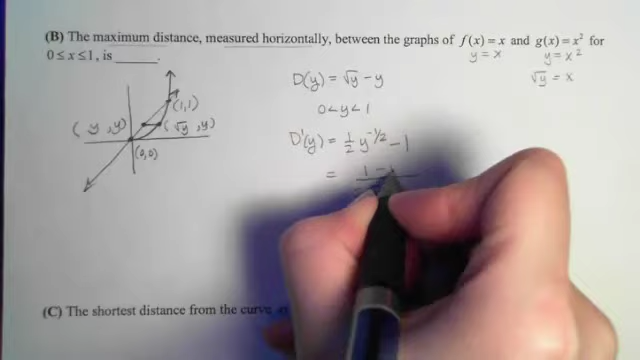 (B) The maximum distance, measured horizontally, between the graphs of f(x) = x and g(x) = x² for
y = x y = x²
0 ≤ x ≤ 1, is ______.
√y = x
D(y) = √y − y
(1,1)
0 < y < 1
(y, y) (√y, y)
D'(y) = 1/2 y^(-1/2) − 1
(0,0)
= 1 −
(C) The shortest distance from the curve